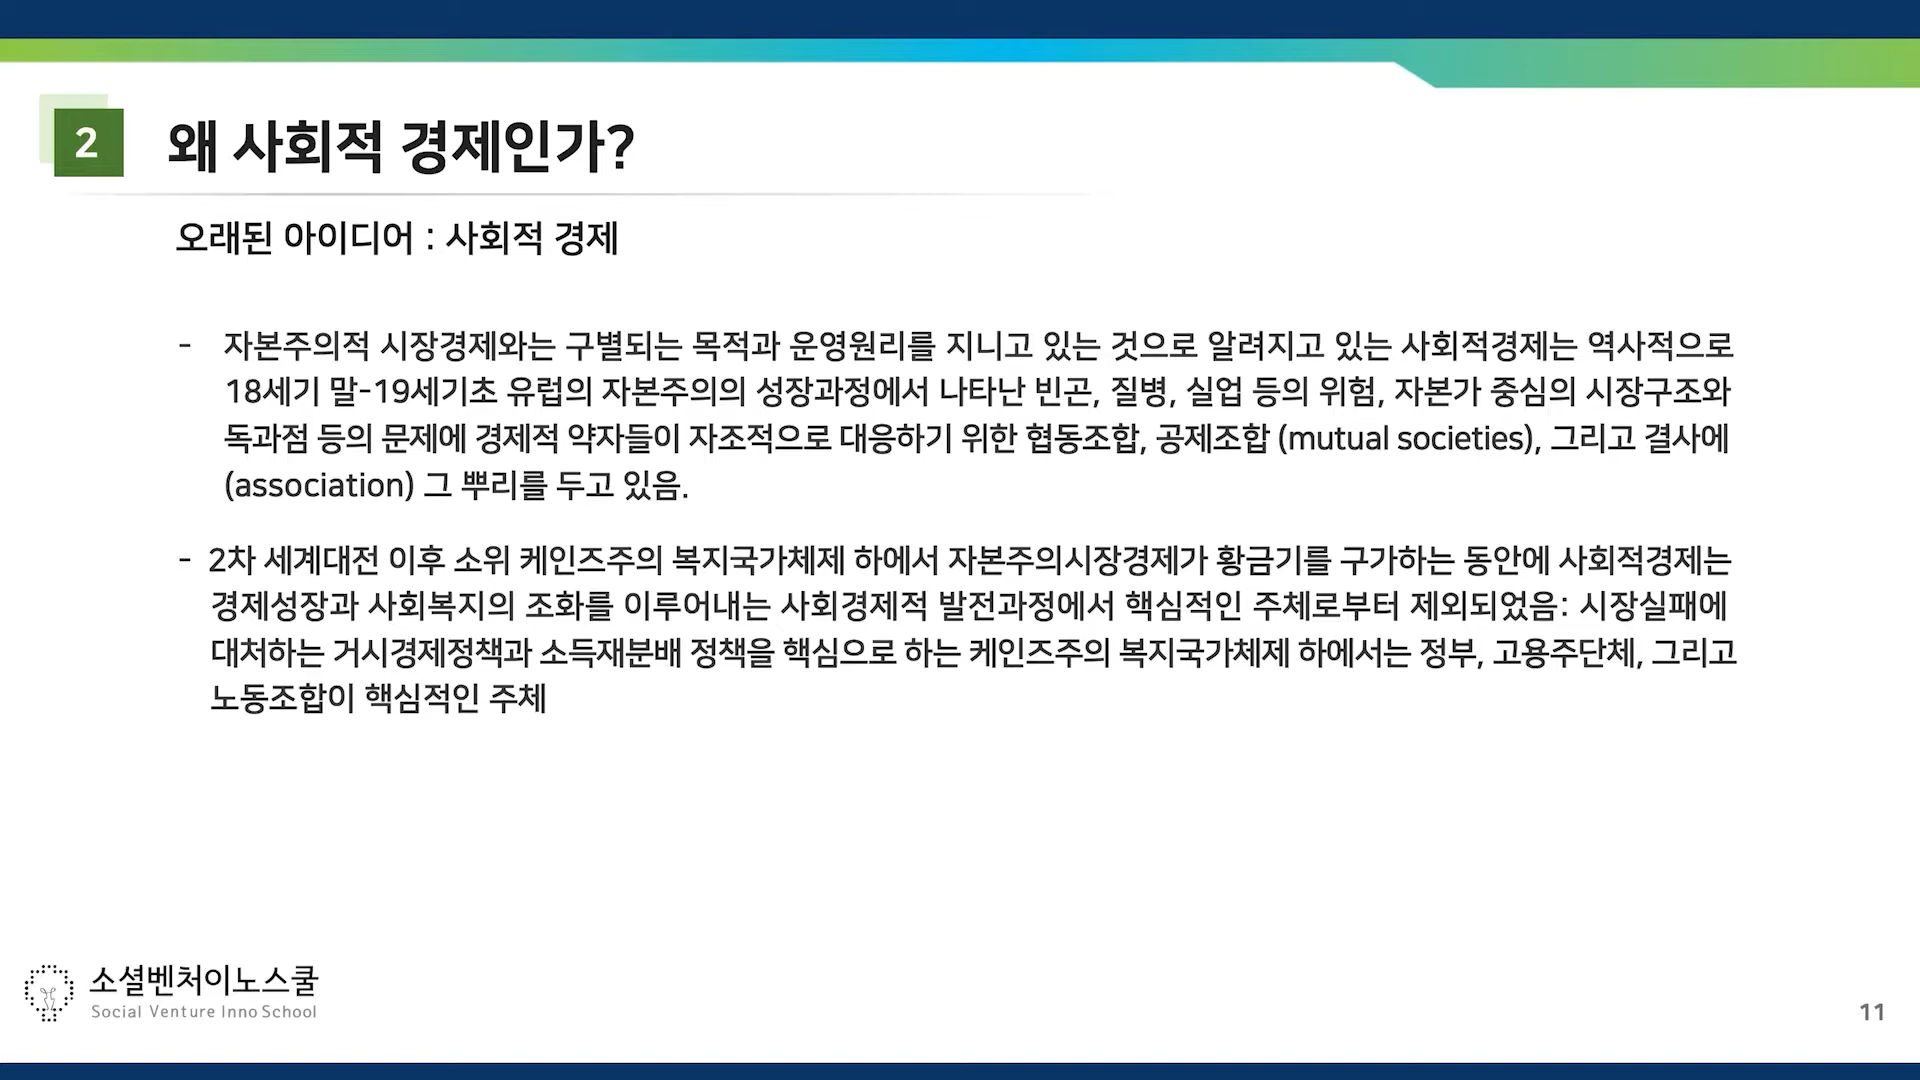 2
왜 사회적 경제인가?
오래된 아이디어 : 사회적 경제
- 자본주의적 시장경제와는 구별되는 목적과 운영원리를 지니고 있는 것으로 알려지고 있는 사회적경제는 역사적으로
18세기 말-19세기초 유럽의 자본주의의 성장과정에서 나타난 빈곤, 질병, 실업 등의 위험, 자본가 중심의 시장구조와
독과점 등의 문제에 경제적 약자들이 자조적으로 대응하기 위한 협동조합, 공제조합 (mutual societies), 그리고 결사에
(association) 그 뿌리를 두고 있음.
- 2차 세계대전 이후 소위 케인즈주의 복지국가체제 하에서 자본주의시장경제가 황금기를 구가하는 동안에 사회적경제는
경제성장과 사회복지의 조화를 이루어내는 사회경제적 발전과정에서 핵심적인 주체로부터 제외되었음: 시장실패에
대처하는 거시경제정책과 소득재분배 정책을 핵심으로 하는 케인즈주의 복지국가체제 하에서는 정부, 고용주단체, 그리고
노동조합이 핵심적인 주체
소셜벤처이노스쿨
Social Venture Inno School
11